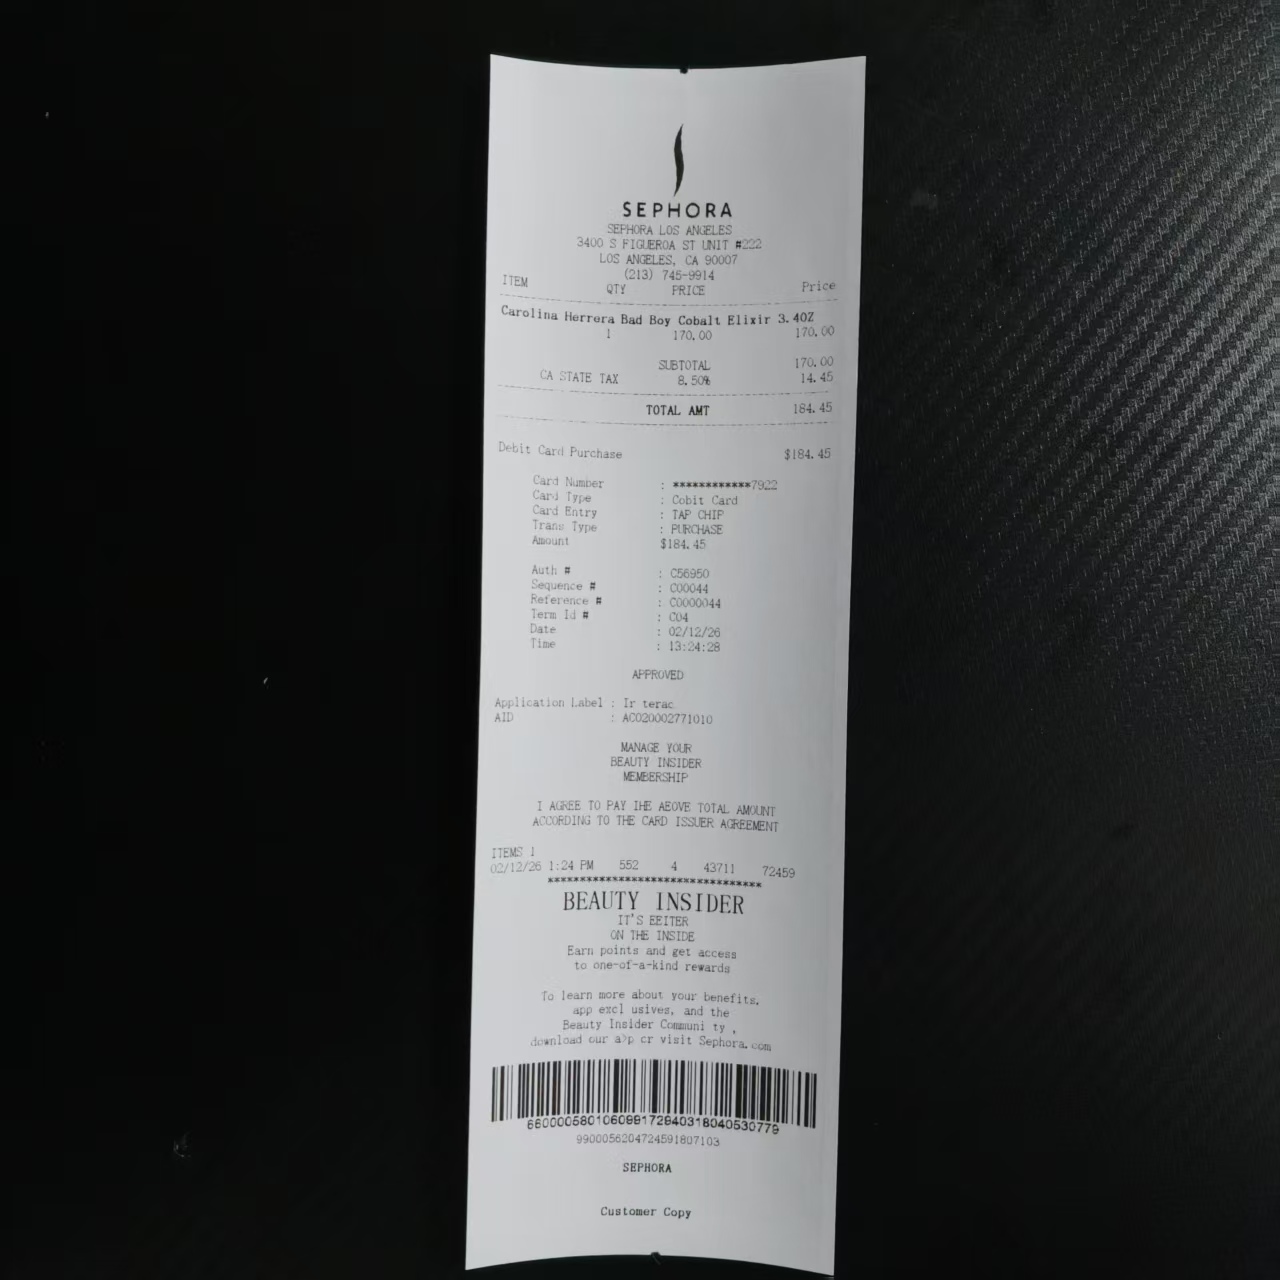 SEPHORA
SEPHORA LOS ANGELES
3400 S FIGUEROA ST UNIT #222
LOS ANGELES, CA 90007
(213) 745-9914
ITEM QTY PRICE Price
Carolina Herrera Bad Boy Cobalt Elixir 3.4OZ
1 170.00 170.00
SUBTOTAL 170.00
CA STATE TAX 8.50% 14.45
TOTAL AMT 184.45
Debit Card Purchase $184.45
Card Number : ************7922
Card Type : Cobit Card
Card Entry : TAP CHIP
Trans Type : PURCHASE
Amount $184.45
Auth # : C56950
Sequence # : C00044
Reference # : C0000044
Term Id # : C04
Date : 02/12/26
Time : 13:24:28
APPROVED
Application Label : Ir terac
AID : AC020002771010
MANAGE YOUR
BEAUTY INSIDER
MEMBERSHIP
I AGREE TO PAY IHE AEOVE TOTAL AMOUNT
ACCORDING TO THE CARD ISSUER AGREEMENT
ITEMS 1
02/12/26 1:24 PM 552 4 43711 72459
*********************************
BEAUTY INSIDER
IT'S EEITER
ON THE INSIDE
Earn points and get access
to one-of-a-kind rewards
To learn more about your benefits,
app excl usives, and the
Beauty Insider Communi ty ,
download our a>p cr visit Sephora.com
66000058010609917294031804053077​9
9900056204724591807103
SEPHORA
Customer Copy